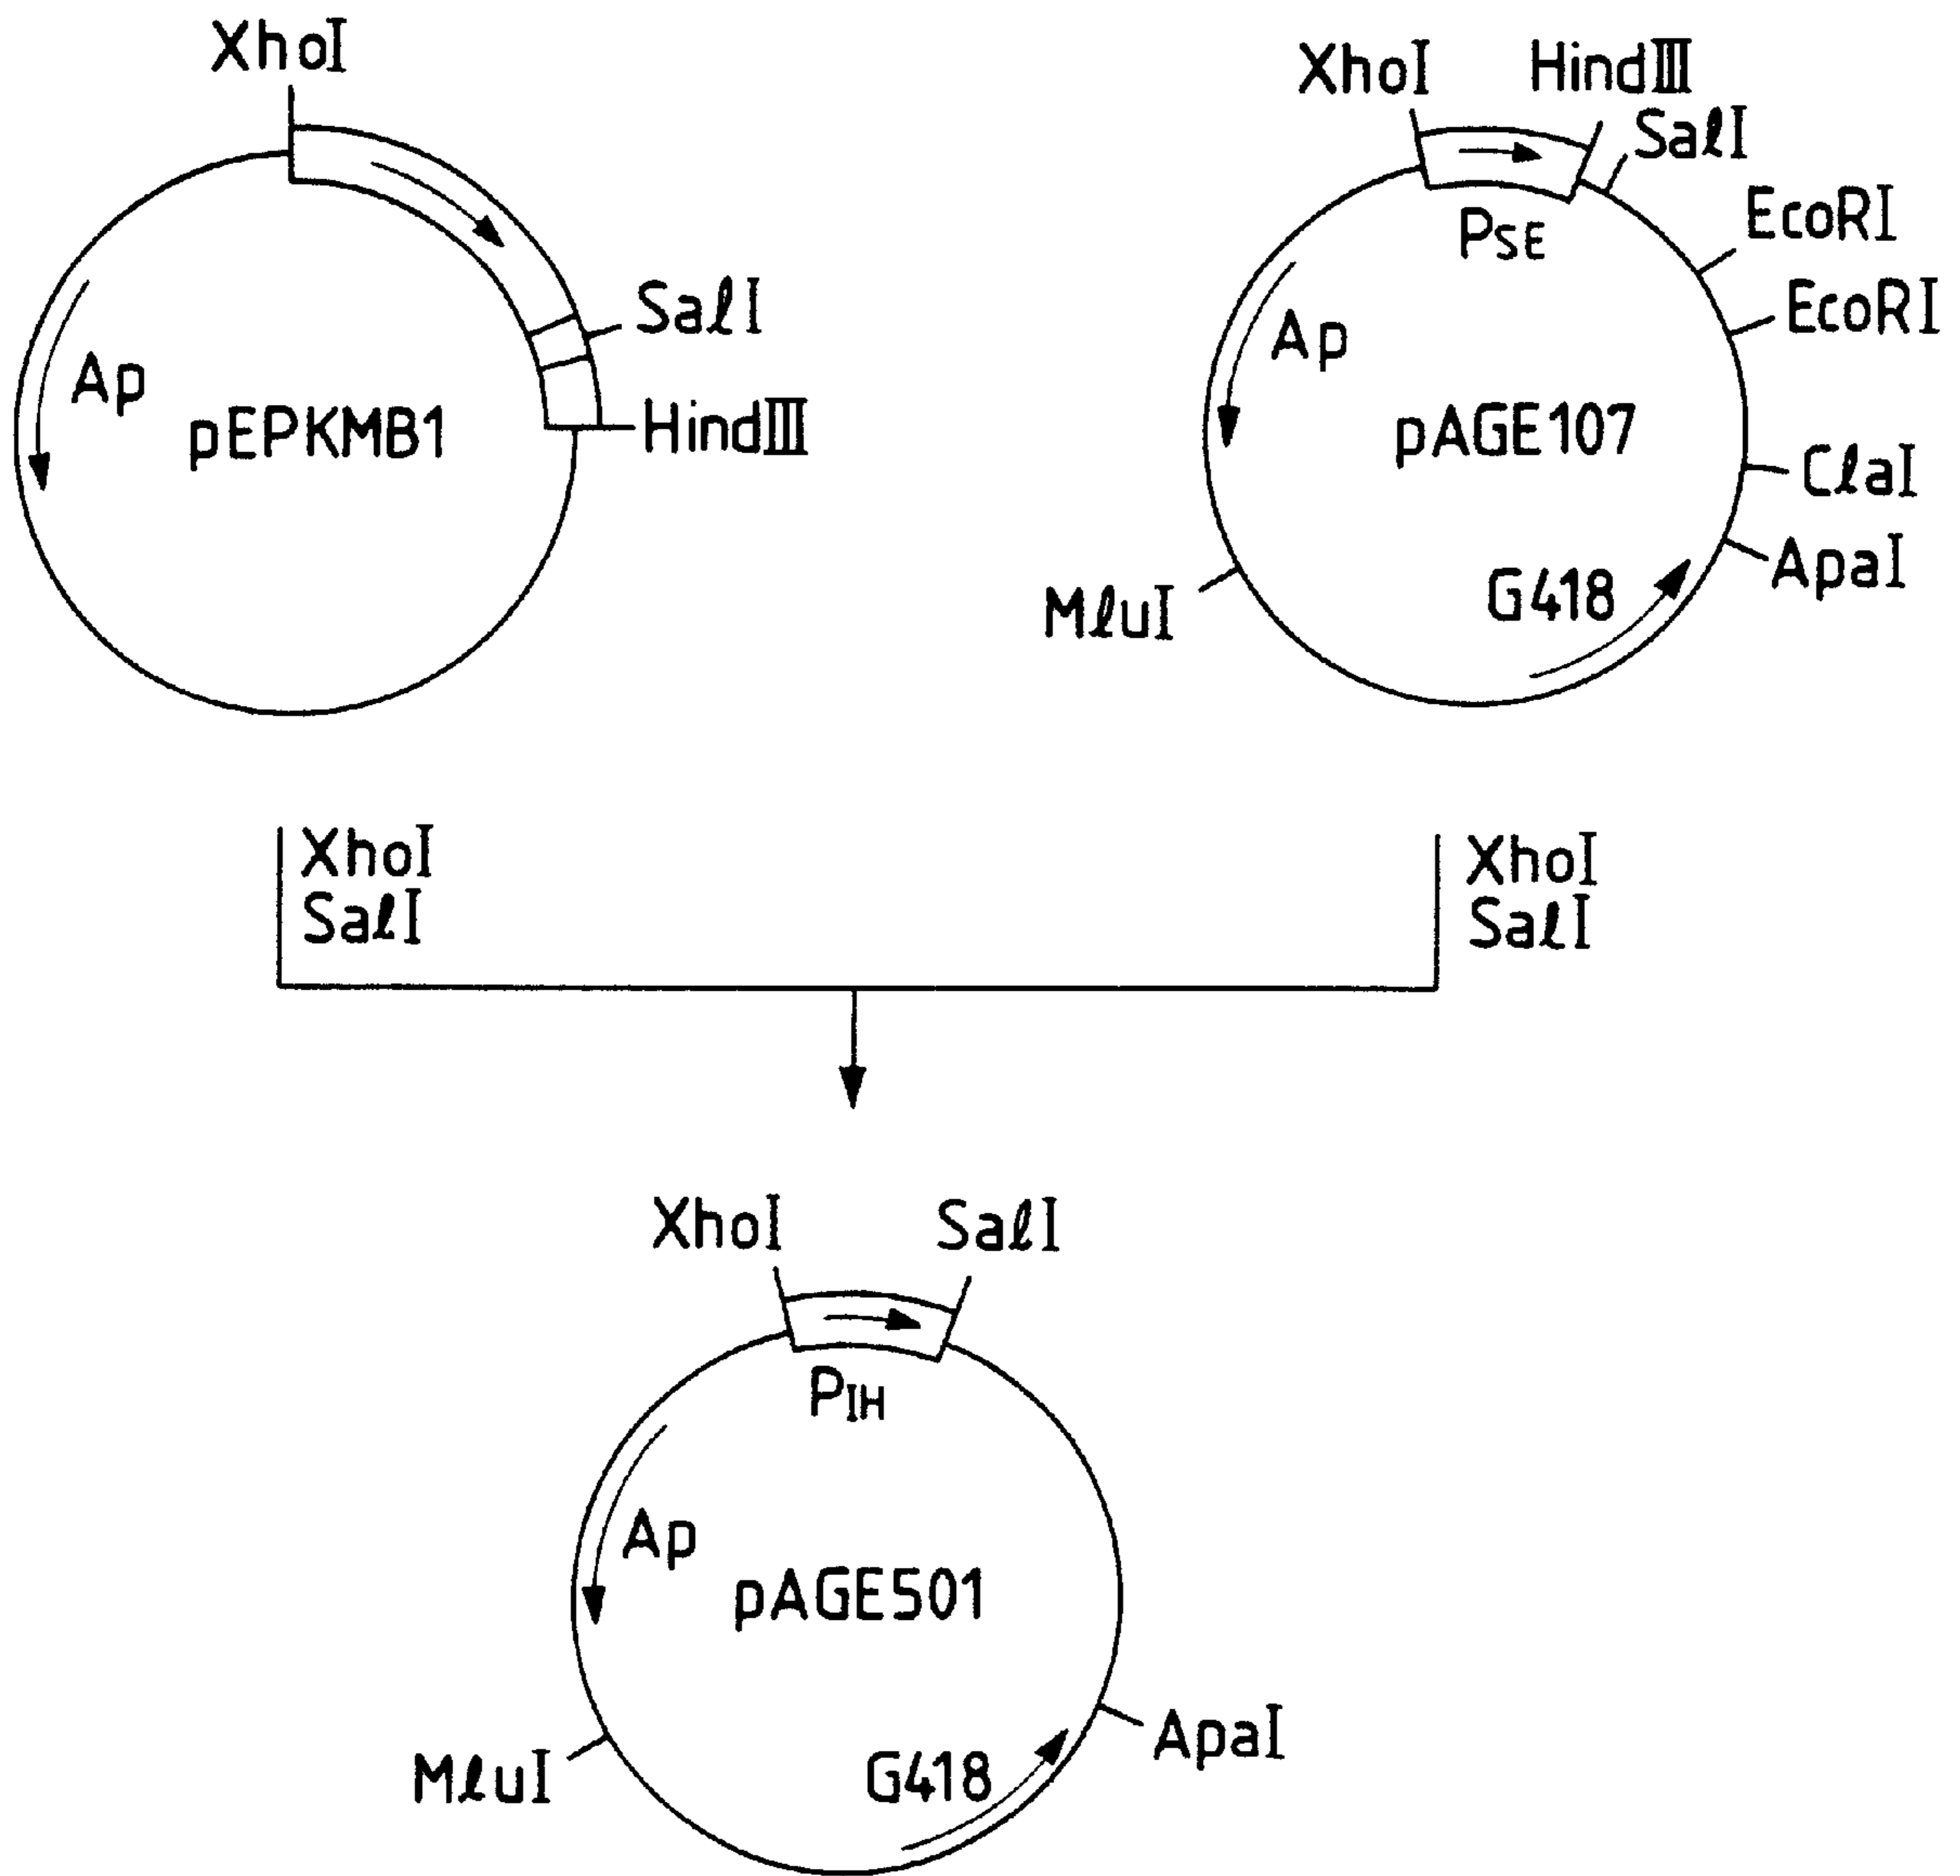 XhoI
SalI
HindIII
Ap
pEPKMB1
XhoI
HindIII
SalI
PSE
EcoRI
EcoRI
Ap
pAGE107
ClaI
ApaI
G418
MluI
XhoI
SalI
XhoI
SalI
XhoI
SalI
PIH
Ap
pAGE501
MluI
G418
ApaI